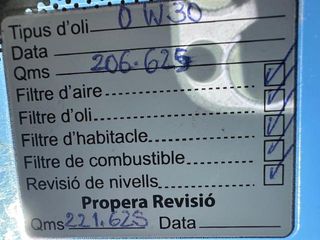 Tipus d'oli 0 W30
Data
Qms 206.625
Filtre d'aire
Filtre d'oli
Filtre d'habitacle
Filtre de combustible
Revisió de nivells
Propera Revisió
Qms 221.625 Data